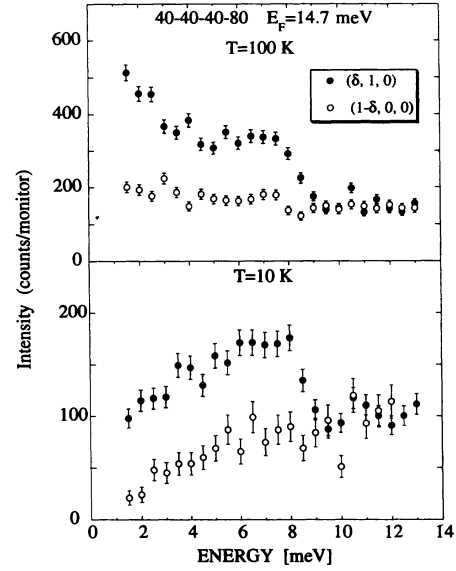 40-40-40-80 E_F=14.7 meV
600
T=100 K
(δ, 1, 0)
(1-δ, 0, 0)
400
200
0
T=10 K
200
100
0
0 2 4 6 8 10 12 14
ENERGY [meV]
Intensity (counts/monitor)